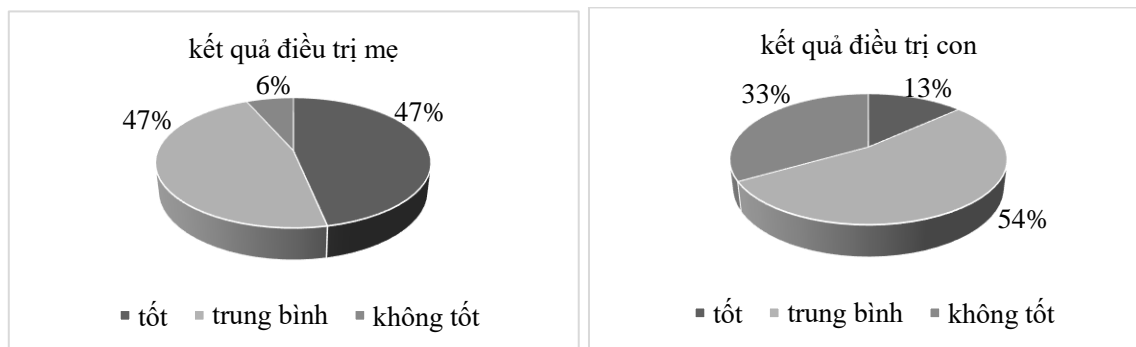 kết quả điều trị mẹ
6%
47%
47%
tốt trung bình không tốt
kết quả điều trị con
13%
33%
54%
tốt trung bình không tốt